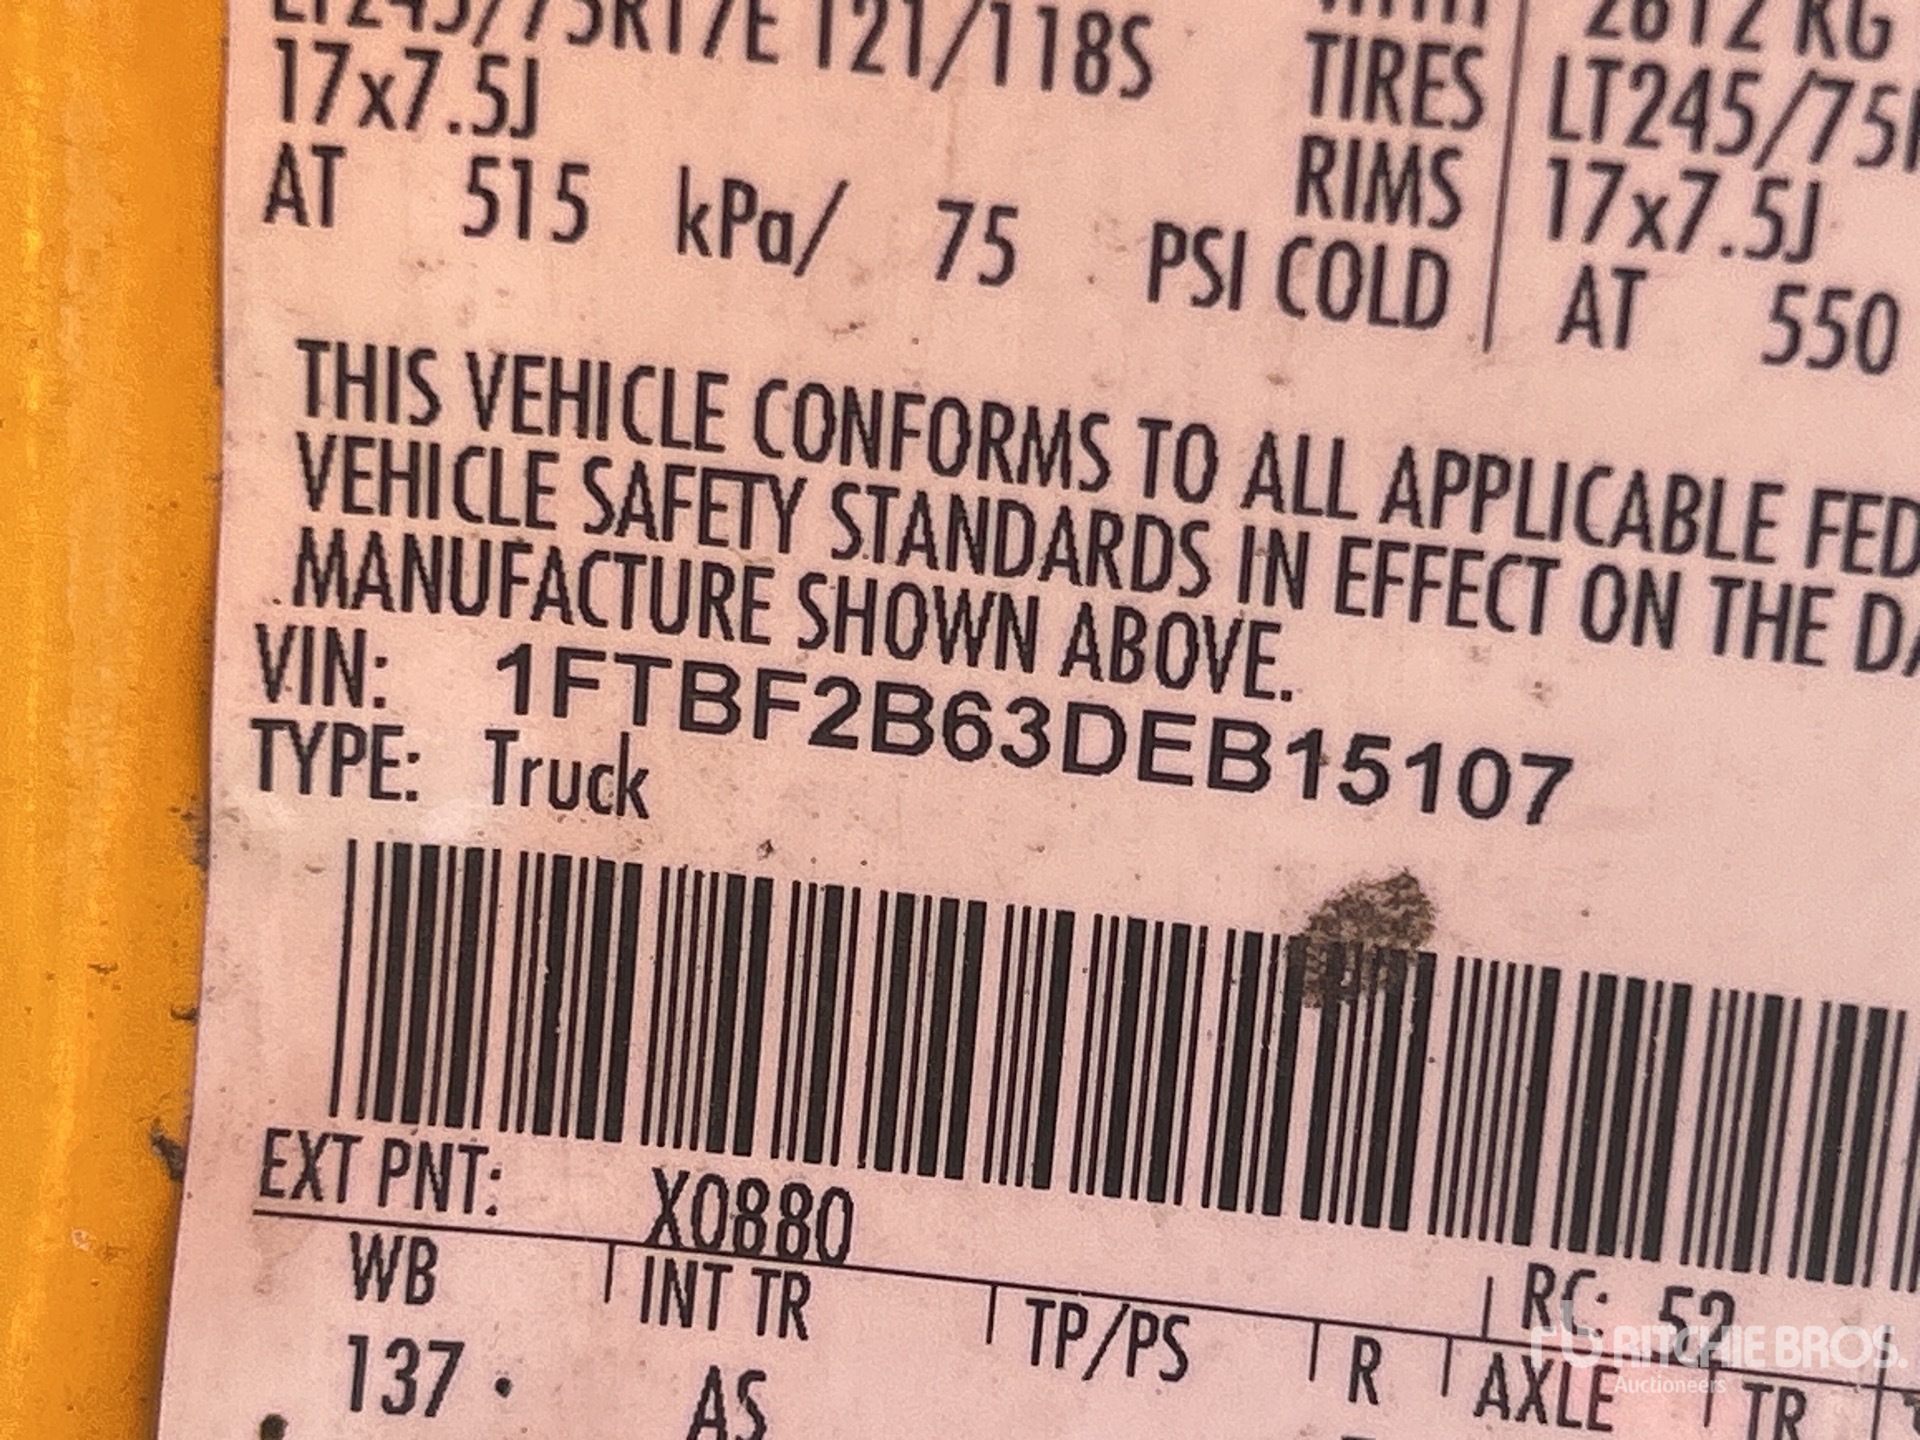 LT245/75R17/E 121/118S
17x7.5J
AT 515 kPa/ 75 PSI COLD
TIRES
RIMS
2812 KG
LT245/75R
17x7.5J
AT 550
THIS VEHICLE CONFORMS TO ALL APPLICABLE FED
VEHICLE SAFETY STANDARDS IN EFFECT ON THE DA
MANUFACTURE SHOWN ABOVE.
VIN: 1FTBF2B63DEB15107
TYPE: Truck
EXT PNT: X0880
RC: 52
WB INT TR TP/PS R AXLE TR
137 AS
RITCHIE BROS.
Auctioneers